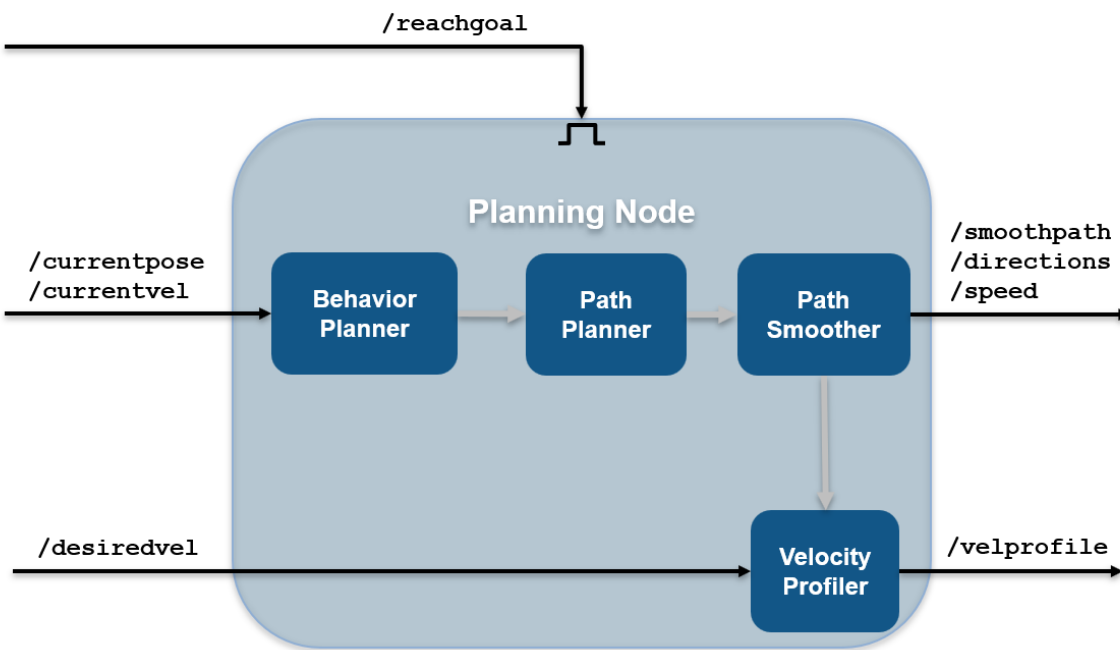 /reachgoal
Planning Node
/currentpose
/currentvel
Behavior
Planner
Path
Planner
Path
Smoother
/smoothpath
/directions
/speed
/desiredvel
Velocity
Profiler
/velprofile